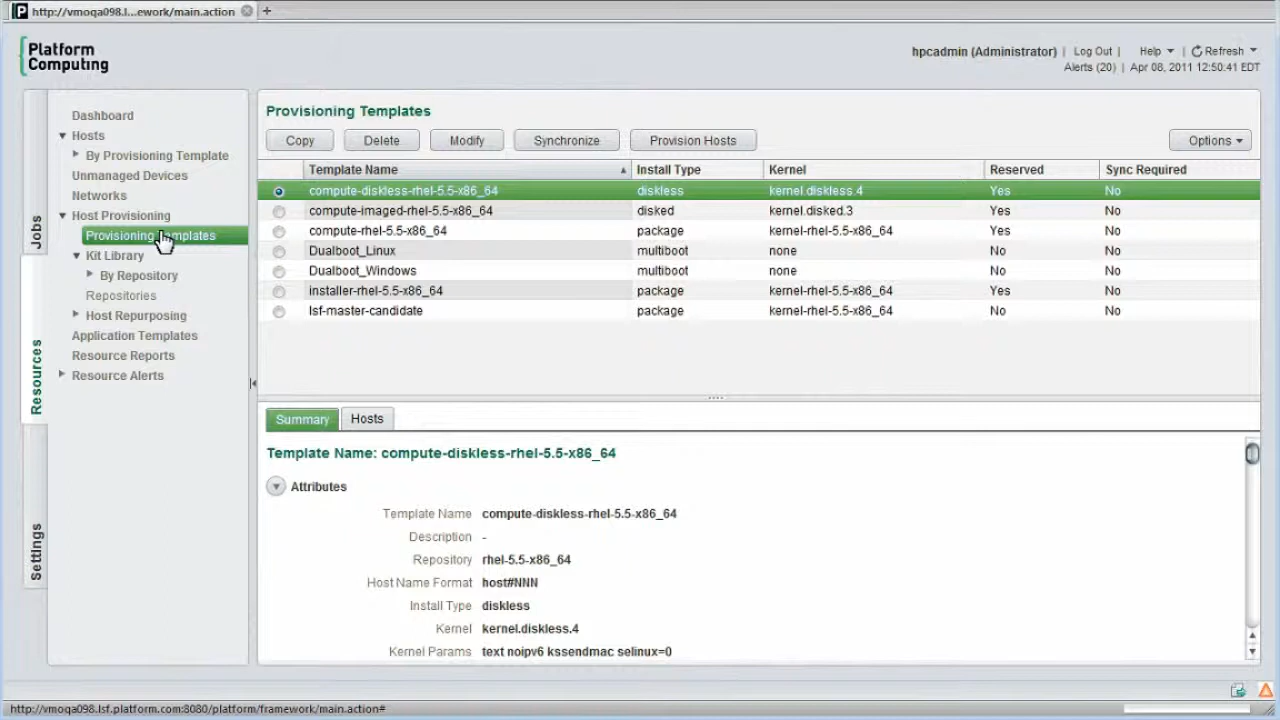 http://vmoqa098.l...ework/main.action
Platform
Computing
hpcadmin (Administrator) | Log Out | Help | Refresh
Alerts (20) | Apr 08, 2011 12:50:41 EDT
Jobs
Resources
Settings
Dashboard
Hosts
By Provisioning Template
Unmanaged Devices
Networks
Host Provisioning
Provisioning Templates
Kit Library
By Repository
Repositories
Host Repurposing
Application Templates
Resource Reports
Resource Alerts
Provisioning Templates
Copy Delete Modify Synchronize Provision Hosts Options
Template Name Install Type Kernel Reserved Sync Required
compute-diskless-rhel-5.5-x86_64 diskless kernel.diskless.4 Yes No
compute-imaged-rhel-5.5-x86_64 disked kernel.disked.3 Yes No
compute-rhel-5.5-x86_64 package kernel-rhel-5.5-x86_64 Yes No
Dualboot_Linux multiboot none No No
Dualboot_Windows multiboot none No No
installer-rhel-5.5-x86_64 package kernel-rhel-5.5-x86_64 Yes No
lsf-master-candidate package kernel-rhel-5.5-x86_64 No No
Summary Hosts
Template Name: compute-diskless-rhel-5.5-x86_64
Attributes
Template Name compute-diskless-rhel-5.5-x86_64
Description -
Repository rhel-5.5-x86_64
Host Name Format host#NNN
Install Type diskless
Kernel kernel.diskless.4
Kernel Params text noipv6 kssendmac selinux=0
http://vmoqa098.lsf.platform.com:8080/platform/framework/main.action#